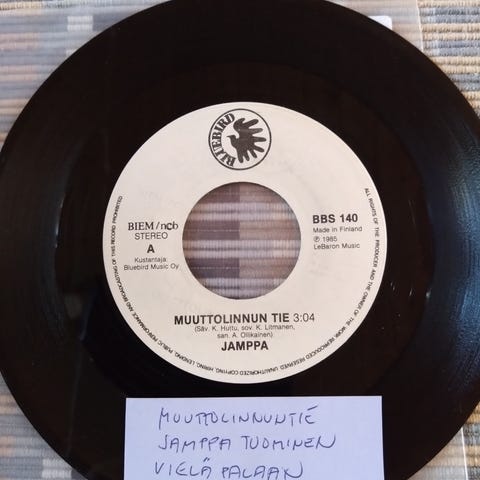 BLUEBIRD
BIEM/ncb
STEREO
A
Kustantaja:
Bluebird Music Oy
BBS 140
Made in Finland
℗ 1985
LeBaron Music
MUUTTOLINNUN TIE 3:04
(Säv. K. Huttu, sov. K. Litmanen,
san. A. Ollikainen)
JAMPPA
ALL RIGHTS OF THE PRODUCER AND THE OWNER OF THE WORK REPRODUCED RESERVED. UNAUTHORIZED COPYING, HIRING, LENDING, PUBLIC PERFORMANCE AND BROADCASTING OF THIS RECORD PROHIBITED.
MUUTTOLINNUNTIE
JAMPPA TUOMINEN
VIELÄ PALAAN